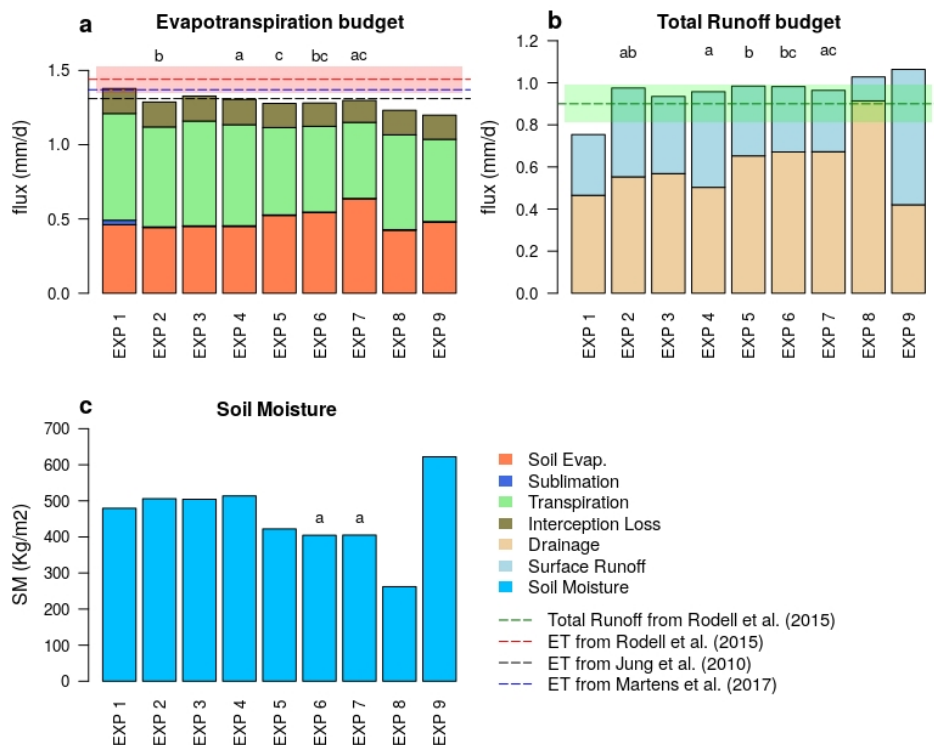 a Evapotranspiration budget
b ac bc a c
flux (mm/d)
1.5
1.0
0.5
0.0
EXP 1
EXP 2
EXP 3
EXP 4
EXP 5
EXP 6
EXP 7
EXP 8
EXP 9
b Total Runoff budget
ab a b bc ac
flux (mm/d)
1.2
1.0
0.8
0.6
0.4
0.2
0.0
EXP 1
EXP 2
EXP 3
EXP 4
EXP 5
EXP 6
EXP 7
EXP 8
EXP 9
c Soil Moisture
a a
SM (Kg/m2)
700
600
500
400
300
200
100
0
EXP 1
EXP 2
EXP 3
EXP 4
EXP 5
EXP 6
EXP 7
EXP 8
EXP 9
Soil Evap.
Sublimation
Transpiration
Interception Loss
Drainage
Surface Runoff
Soil Moisture
Total Runoff from Rodell et al. (2015)
ET from Rodell et al. (2015)
ET from Jung et al. (2010)
ET from Martens et al. (2017)